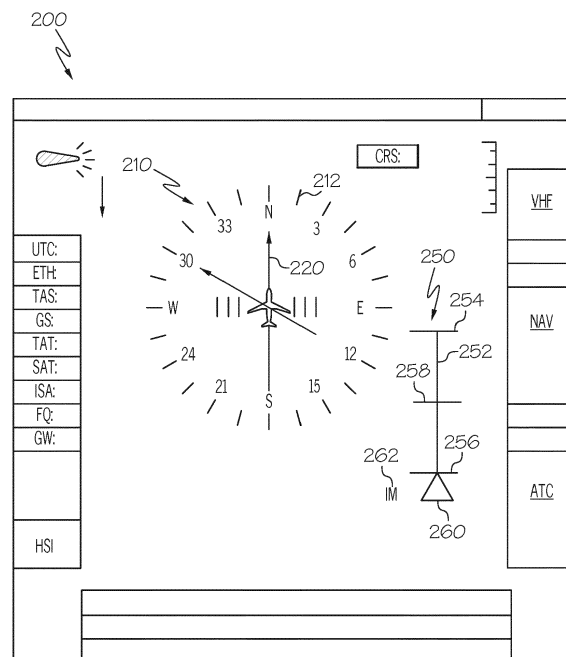 200
CRS:
210
212
N
33
3
VHF
UTC:
30
220
6
250
ETH:
TAS:
254
GS:
W
E
NAV
TAT:
252
SAT:
24
12
258
ISA:
21
15
FQ:
S
GW:
262
256
IM
ATC
260
HSI